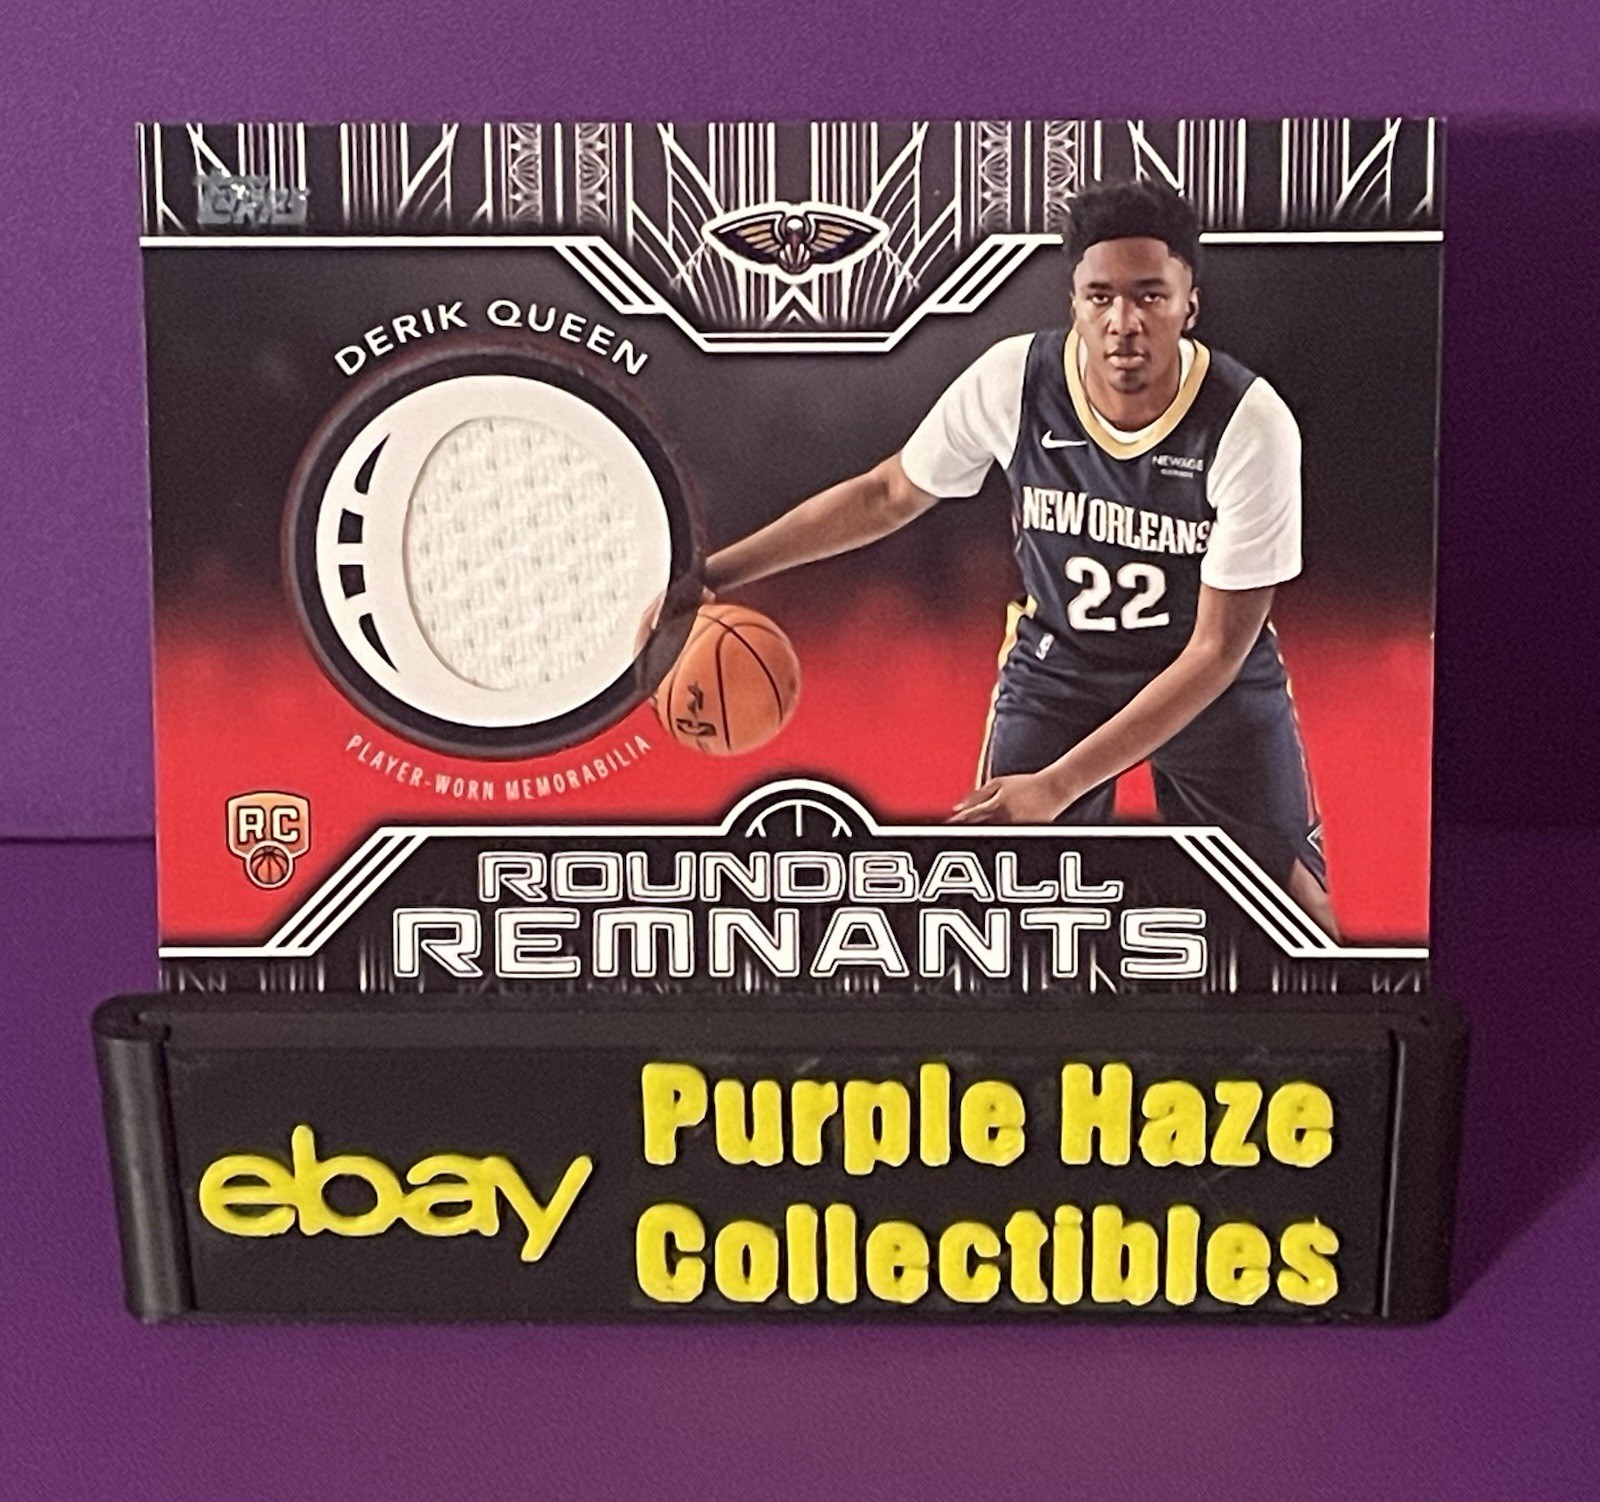 Topps
DERIK QUEEN
NEW ORLEANS
22
PLAYER-WORN MEMORABILIA
RC
ROUNDBALL
REMNANTS
ebay
Purple Haze
Collectibles